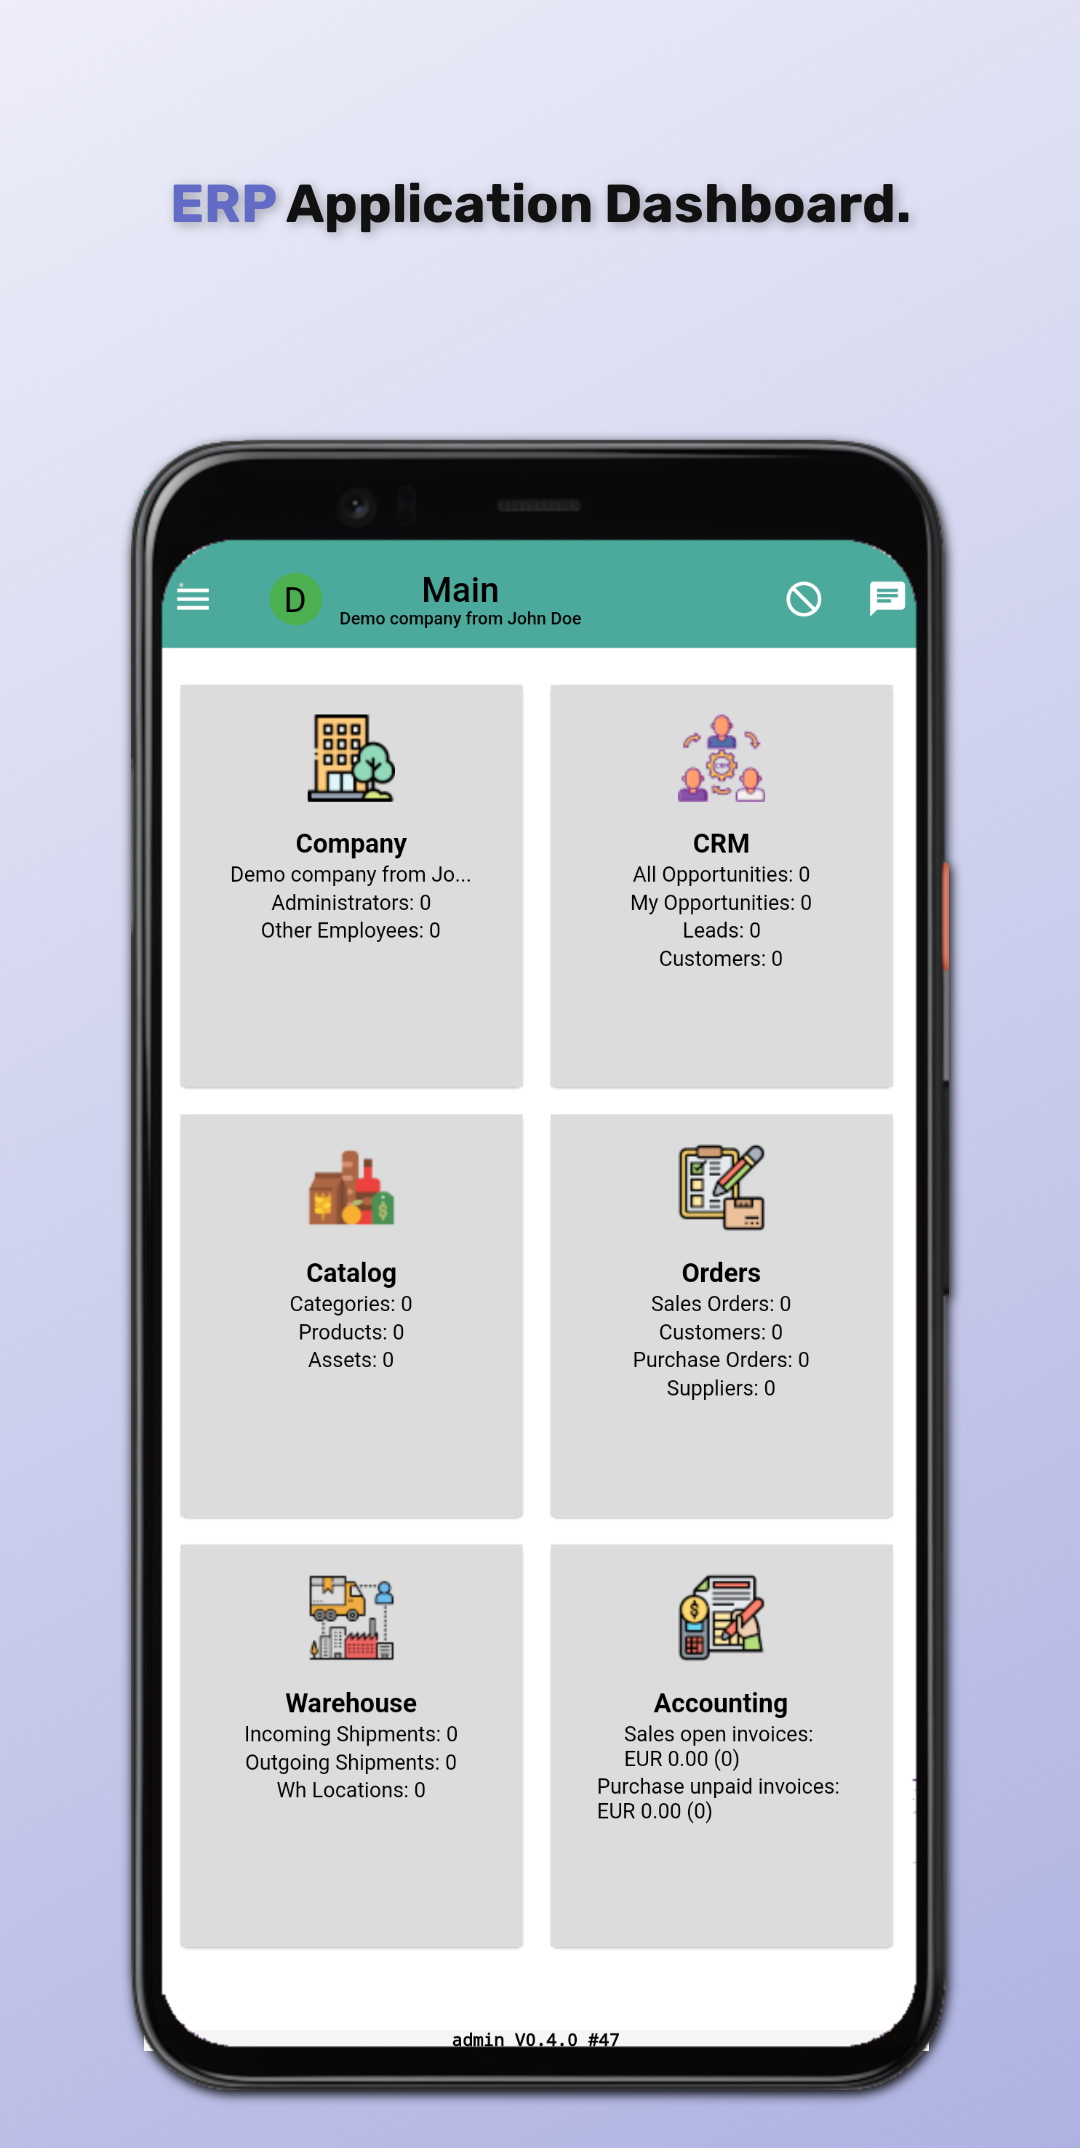 ERP Application Dashboard.
D
Main
Demo company from John Doe
Company
Demo company from Jo...
Administrators: 0
Other Employees: 0
CRM
All Opportunities: 0
My Opportunities: 0
Leads: 0
Customers: 0
Catalog
Categories: 0
Products: 0
Assets: 0
Orders
Sales Orders: 0
Customers: 0
Purchase Orders: 0
Suppliers: 0
Warehouse
Incoming Shipments: 0
Outgoing Shipments: 0
Wh Locations: 0
Accounting
Sales open invoices:
EUR 0.00 (0)
Purchase unpaid invoices:
EUR 0.00 (0)
admin V0.4.0 #47